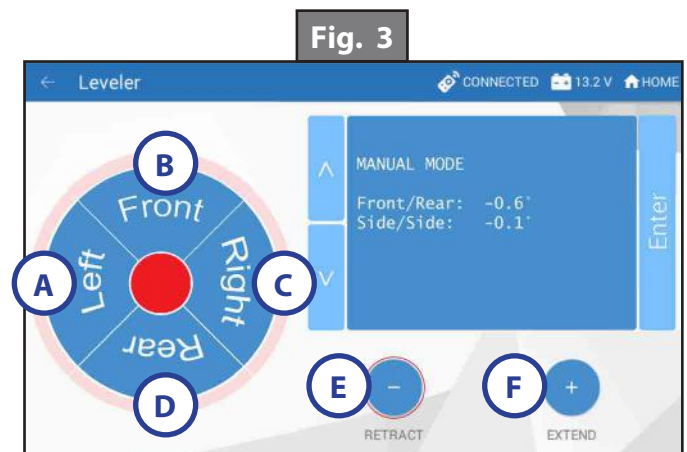 Fig. 3
← Leveler CONNECTED 13.2 V HOME
B
Front
A Left
Right C
Rear
D
^
v
MANUAL MODE
Front/Rear: -0.6°
Side/Side: -0.1°
Enter
E - F +
RETRACT EXTEND